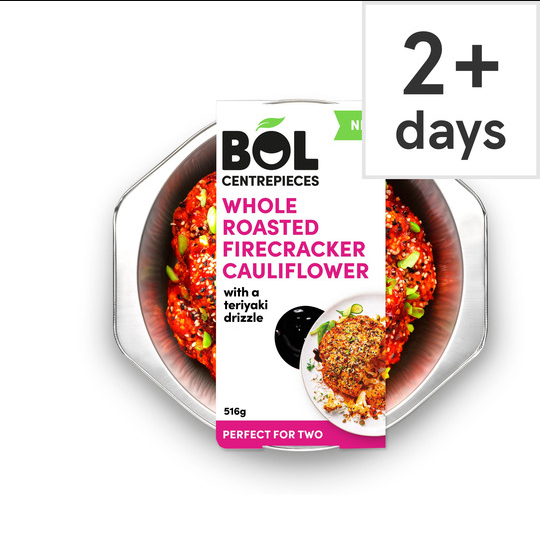 2+
days
BOL
CENTREPIECES
WHOLE
ROASTED
FIRECRACKER
CAULIFLOWER
with a
teriyaki
drizzle
516g
PERFECT FOR TWO